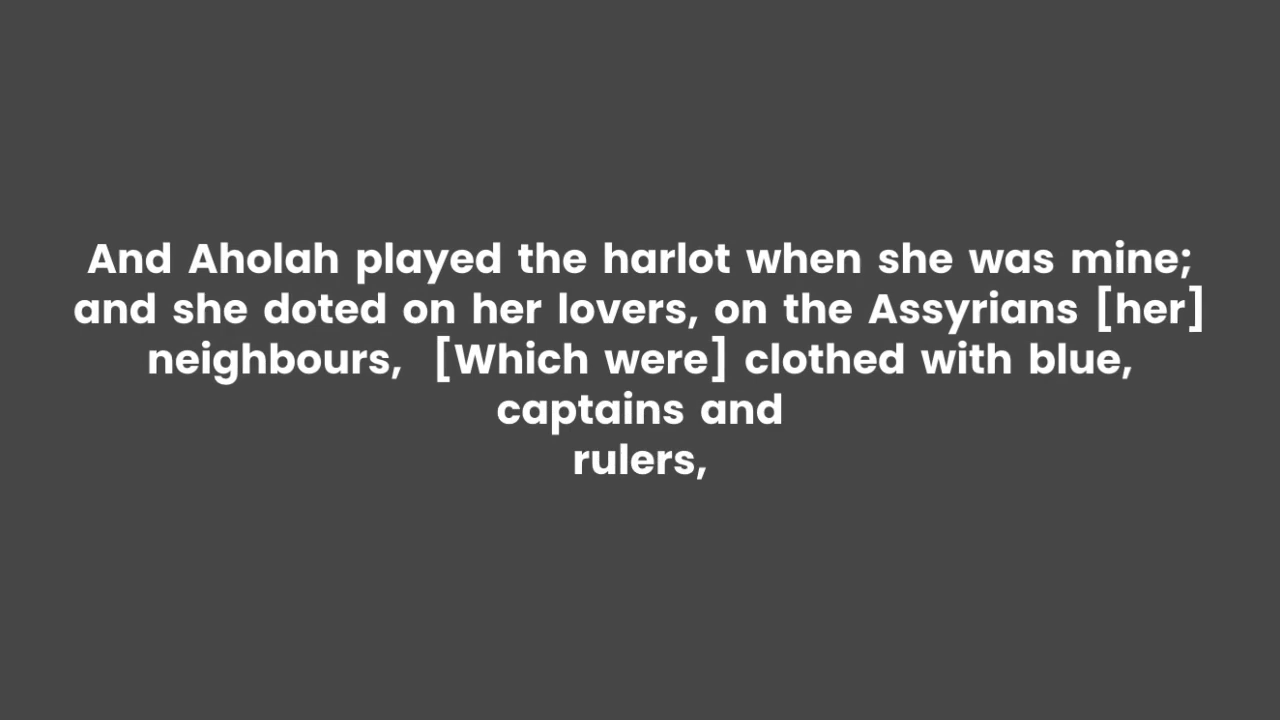 And Aholah played the harlot when she was mine;
and she doted on her lovers, on the Assyrians [her]
neighbours,  [Which were] clothed with blue,
captains and
rulers,